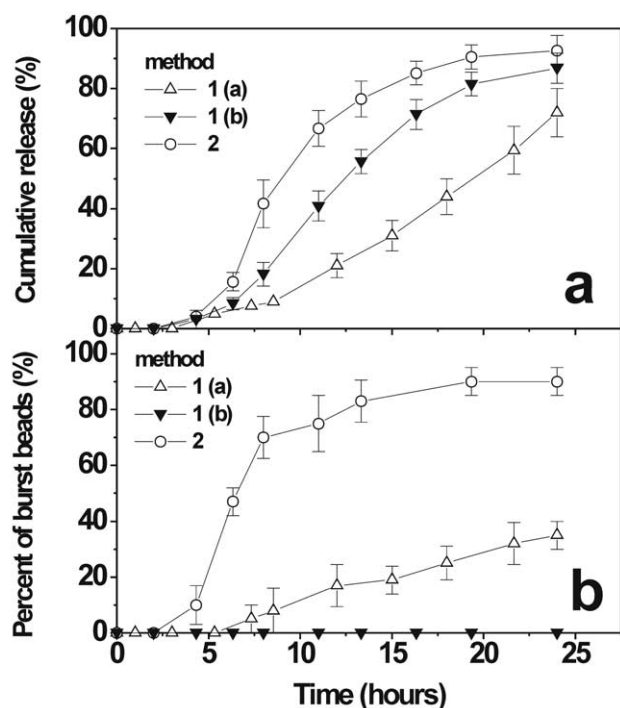 Cumulative release (%)
100
80
60
40
20
0
method
1 (a)
1 (b)
2
a
Percent of burst beads (%)
100
80
60
40
20
0
method
1 (a)
1 (b)
2
b
0 5 10 15 20 25
Time (hours)